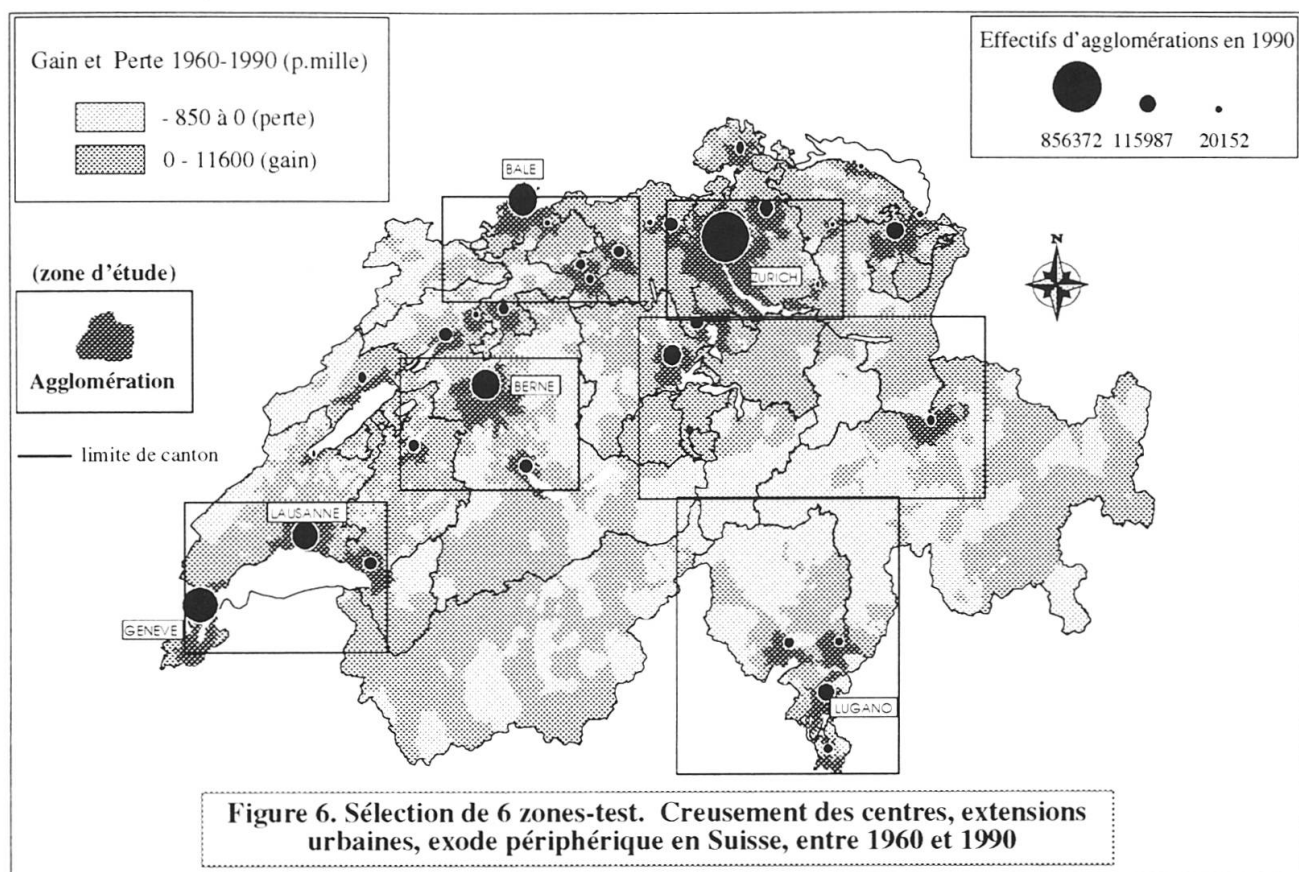 Gain et Perte 1960-1990 (p.mille)
- 850 à 0 (perte)
0 - 11600 (gain)
Effectifs d'agglomérations en 1990
856372 115987 20152
BALE
ZURICH
N
(zone d'étude)
Agglomération
limite de canton
BERNE
LAUSANNE
GENEVE
LUGANO
Figure 6. Sélection de 6 zones-test. Creusement des centres, extensions
urbaines, exode périphérique en Suisse, entre 1960 et 1990